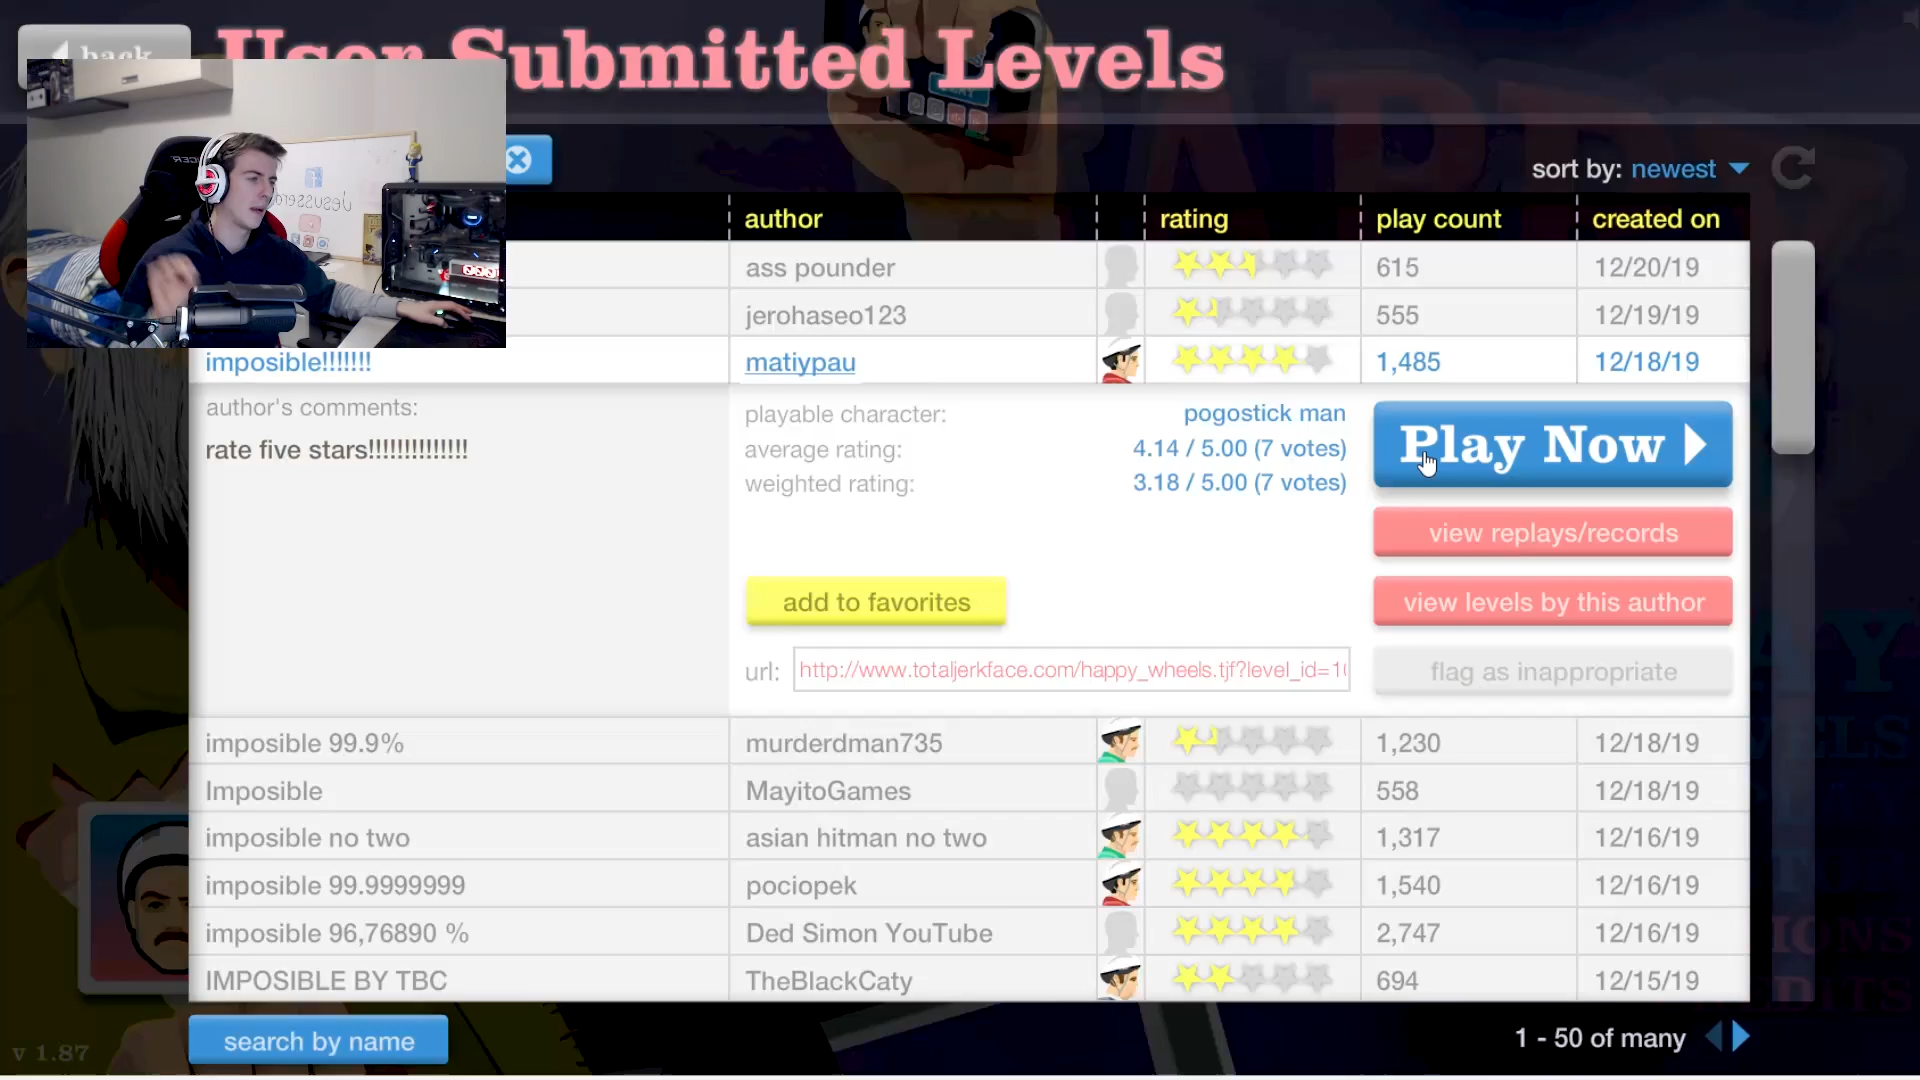 back
User Submitted Levels
sort by: newest
author rating play count created on
ass pounder 615 12/20/19
jerohaseo123 555 12/19/19
imposible!!!!!!! matiypau 1,485 12/18/19
author's comments:
rate five stars!!!!!!!!!!!!!!
playable character: pogostick man
average rating: 4.14 / 5.00 (7 votes)
weighted rating: 3.18 / 5.00 (7 votes)
Play Now
view replays/records
add to favorites
view levels by this author
url: http://www.totaljerkface.com/happy_wheels.tjf?level_id=1
flag as inappropriate
imposible 99.9% murderdman735 1,230 12/18/19
Imposible MayitoGames 558 12/18/19
imposible no two asian hitman no two 1,317 12/16/19
imposible 99.9999999 pociopek 1,540 12/16/19
imposible 96,76890 % Ded Simon YouTube 2,747 12/16/19
IMPOSIBLE BY TBC TheBlackCaty 694 12/15/19
search by name
1 - 50 of many
v 1.87